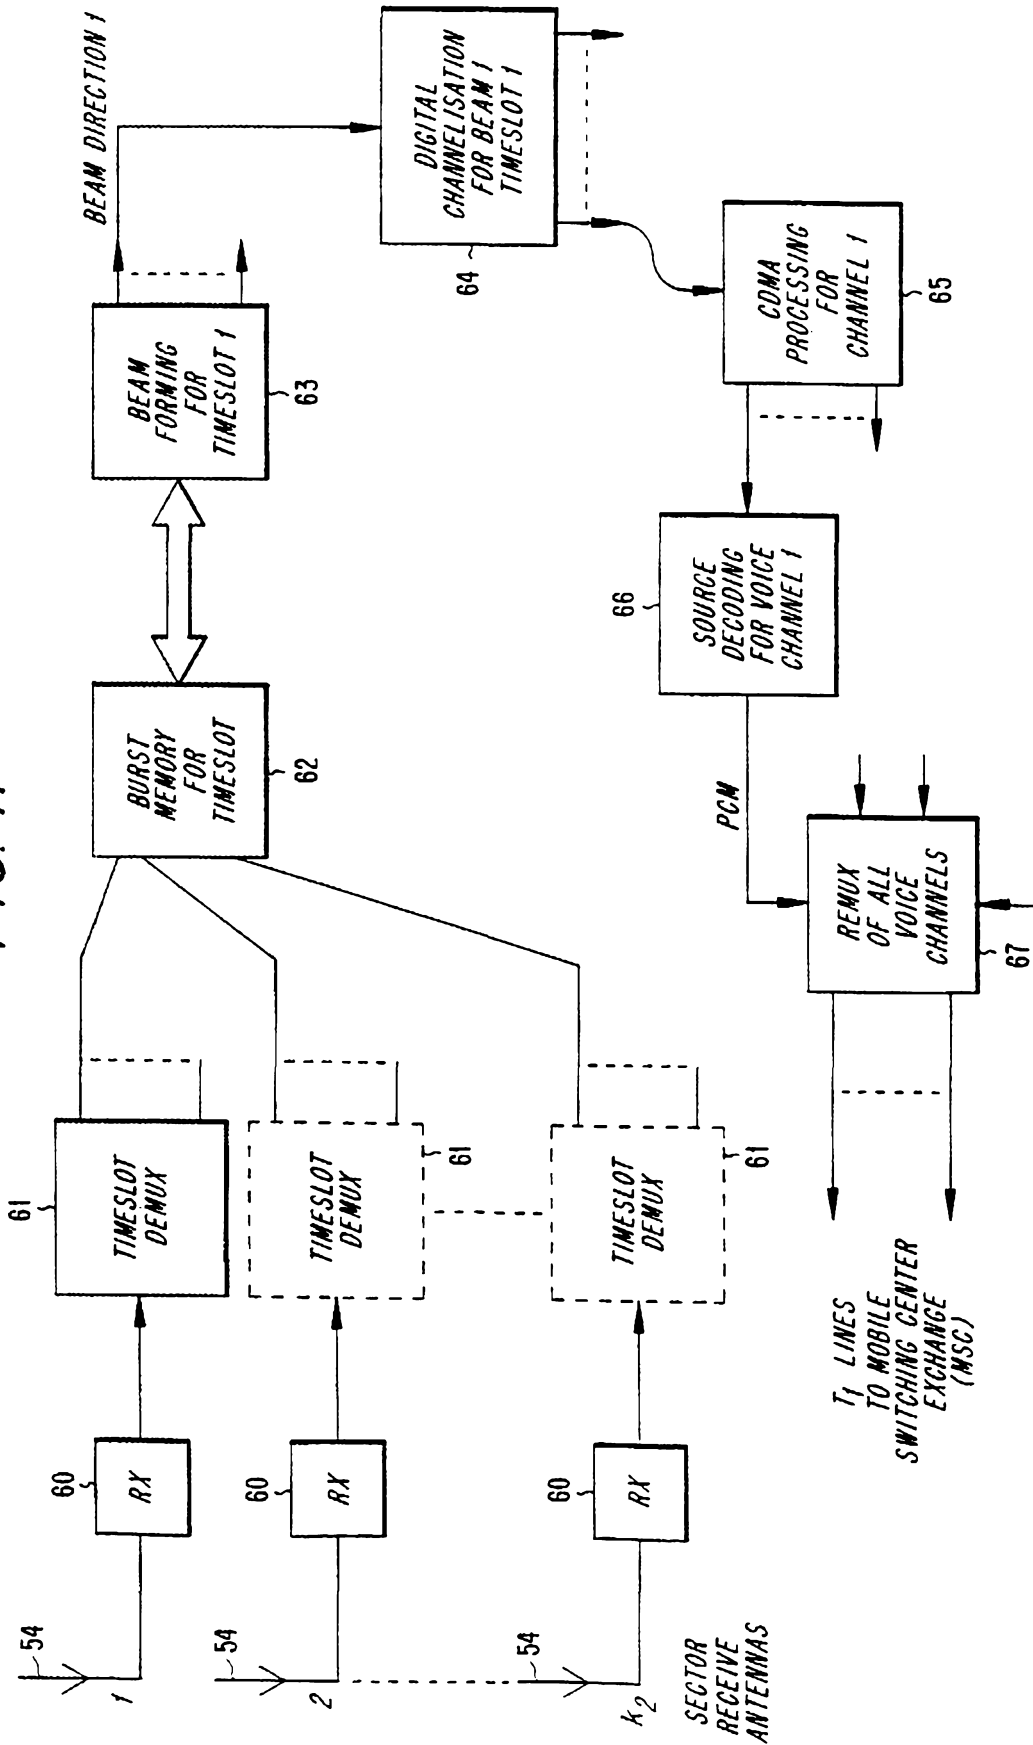 54
1
60
RX
61
TIMESLOT
DEMUX
54
2
60
RX
TIMESLOT
DEMUX
61
54
k2
60
RX
TIMESLOT
DEMUX
61
SECTOR
RECEIVE
ANTENNAS
BURST
MEMORY
FOR
TIMESLOT
62
BEAM
FORMING
FOR
TIMESLOT 1
63
BEAM DIRECTION 1
DIGITAL
CHANNELISATION
FOR BEAM 1
TIMESLOT 1
64
CDMA
PROCESSING
FOR
CHANNEL 1
65
66
SOURCE
DECODING
FOR VOICE
CHANNEL 1
PCM
REMUX
OF ALL
VOICE
CHANNELS
67
T1 LINES
TO MOBILE
SWITCHING CENTER
EXCHANGE
(MSC)